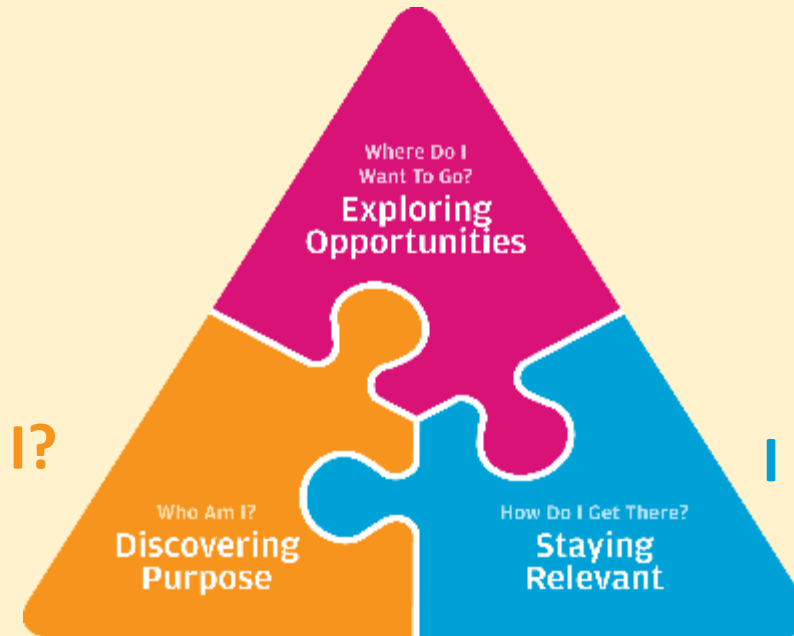 Where Do I
Want To Go?
Exploring
Opportunities
I?
Who Am I?
Discovering
Purpose
How Do I Get There?
Staying
Relevant
I